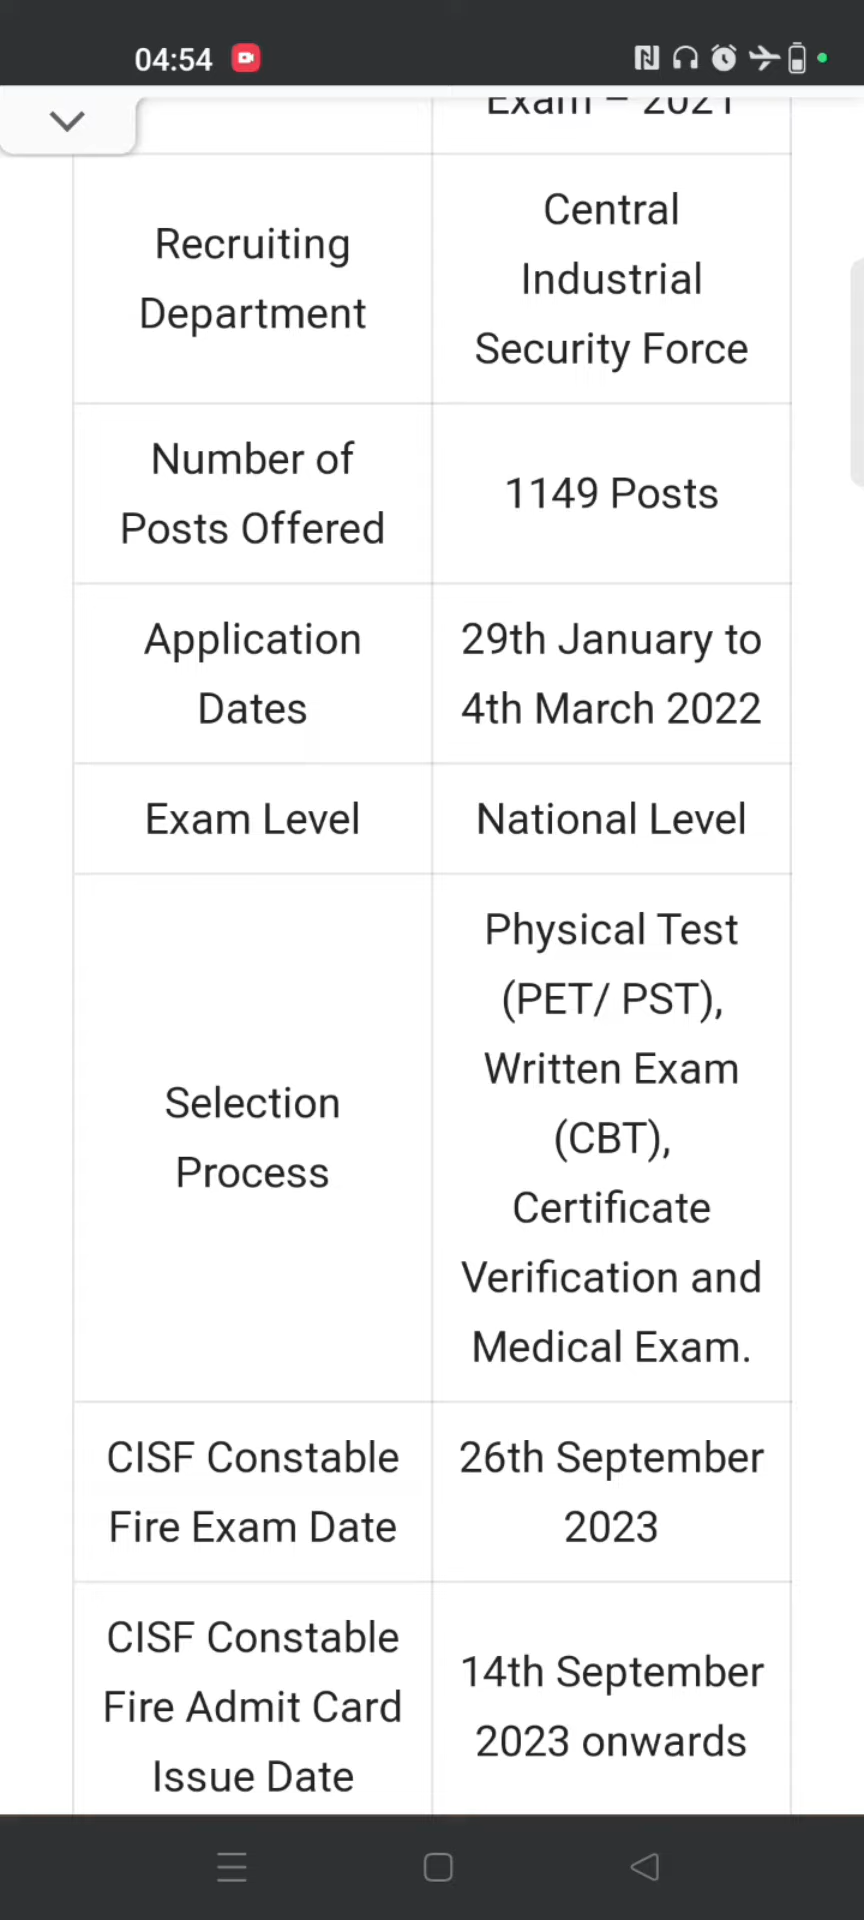 04:54
Exam – 2021
Recruiting
Department
Central
Industrial
Security Force
Number of
Posts Offered
1149 Posts
Application
Dates
29th January to
4th March 2022
Exam Level
National Level
Selection
Process
Physical Test
(PET/ PST),
Written Exam
(CBT),
Certificate
Verification and
Medical Exam.
CISF Constable
Fire Exam Date
26th September
2023
CISF Constable
Fire Admit Card
Issue Date
14th September
2023 onwards